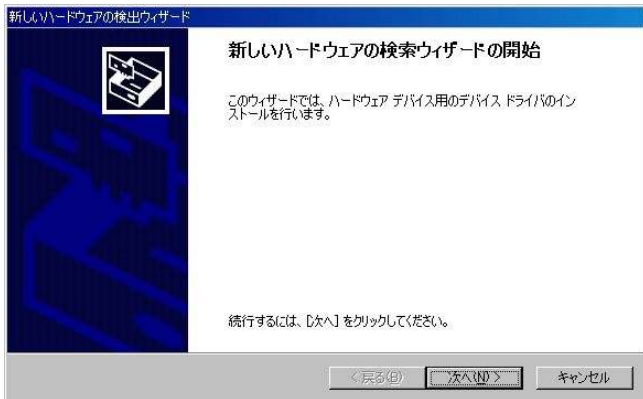 新しいハードウェアの検出ウィザード
新しいハードウェアの検索ウィザードの開始
このウィザードでは、ハードウェア デバイス用のデバイス ドライバのイン
ストールを行います。
続行するには、[次へ] をクリックしてください。
< 戻る(B)
次へ(N) >
キャンセル